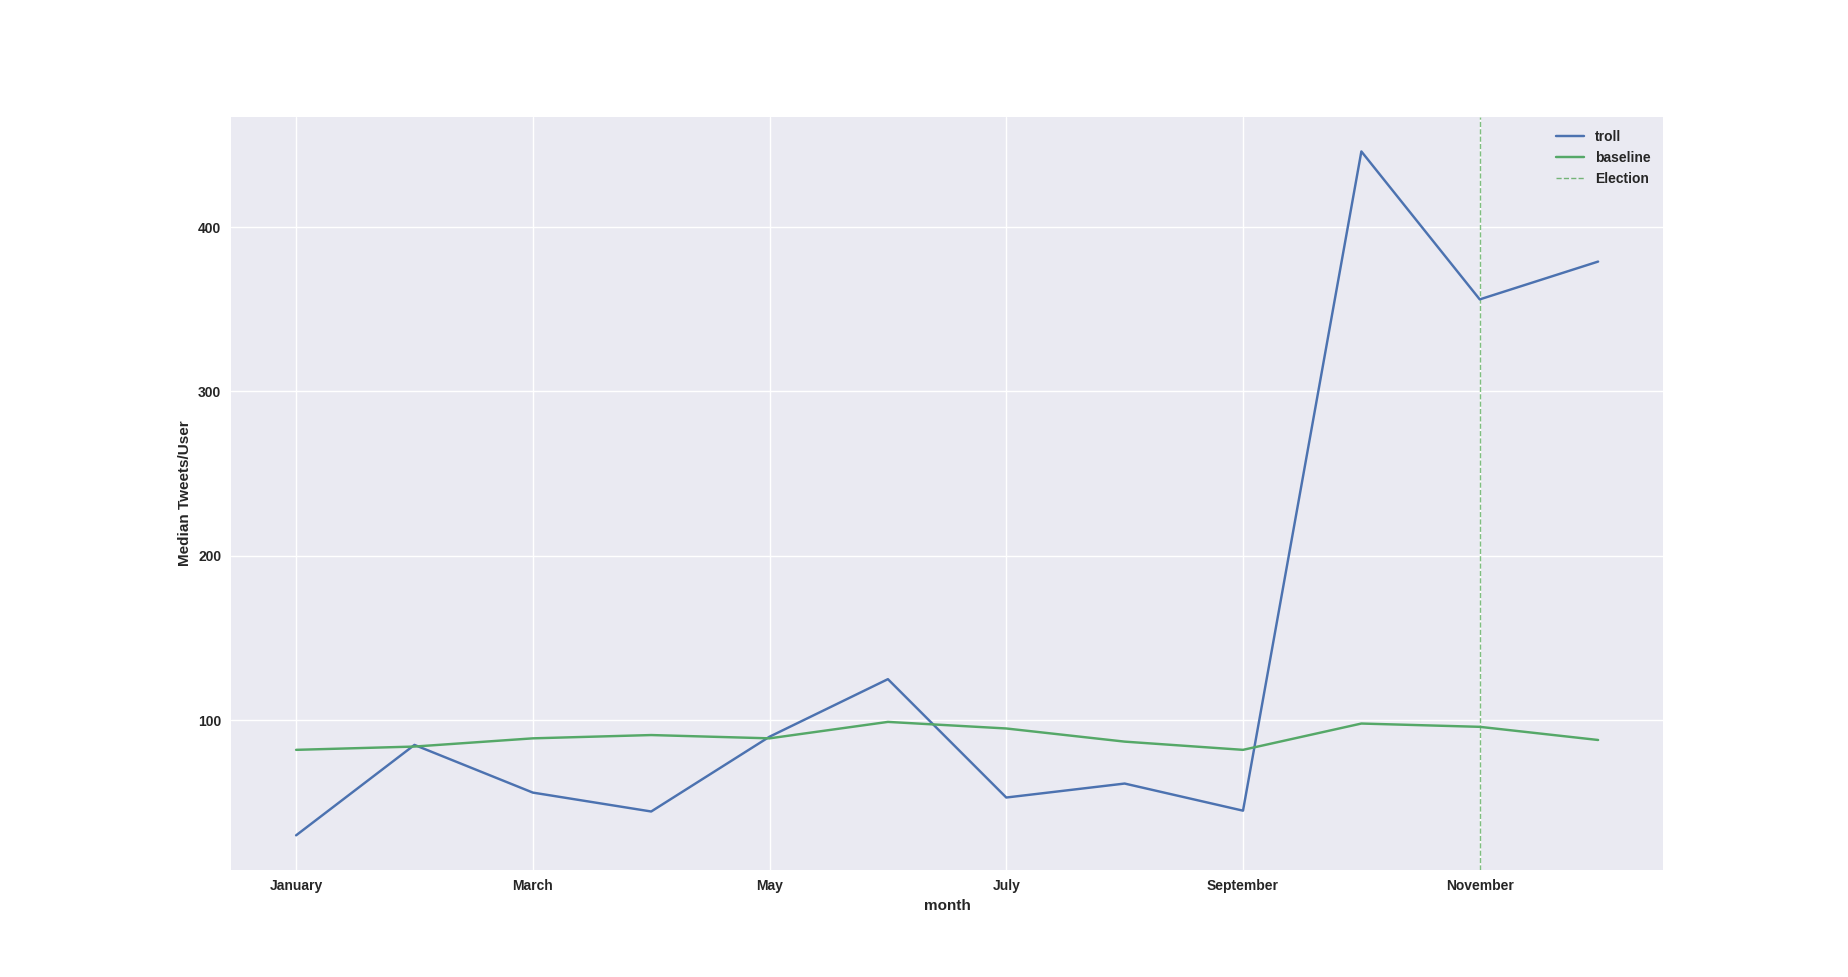 troll
baseline
Election
400
300
200
100
Median Tweets/User
January March May July September November
month